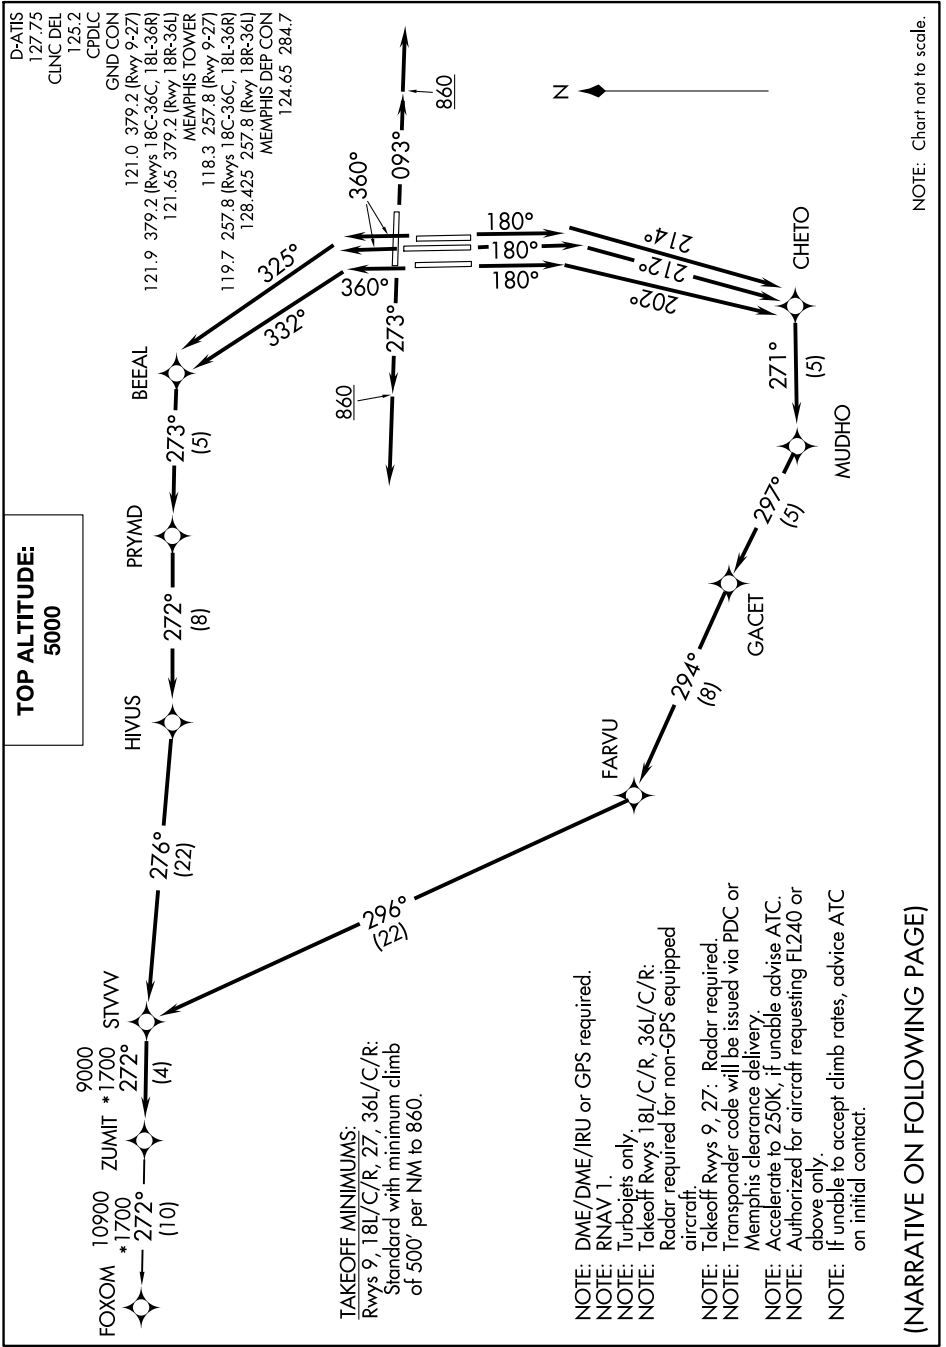 D-ATIS
127.75
CLNC DEL
125.2
CPDLC
GND CON
121.0 379.2 (Rwy 9-27)
121.9 379.2 (Rwys 18C-36C, 18L-36R)
121.65 379.2 (Rwy 18R-36L)
MEMPHIS TOWER
118.3 257.8 (Rwy 9-27)
119.7 257.8 (Rwys 18C-36C, 18L-36R)
128.425 257.8 (Rwy 18R-36L)
MEMPHIS DEP CON
124.65 284.7
TOP ALTITUDE:
5000
N
860
093°
360°
360°
273°
860
325°
332°
180°
180°
180°
214°
212°
202°
CHETO
271°
(5)
MUDHO
297°
(5)
GACET
294°
(8)
FARVU
296°
(22)
BEEAL
273°
(5)
PRYMD
272°
(8)
HIVUS
276°
(22)
STVVV
9000
*1700
272°
(4)
ZUMIT
10900
*1700
272°
(10)
FOXOM
TAKEOFF MINIMUMS:
Rwys 9, 18L/C/R, 27, 36L/C/R:
Standard with minimum climb
of 500' per NM to 860.
NOTE: DME/DME/IRU or GPS required.
NOTE: RNAV 1.
NOTE: Turbojets only.
NOTE: Takeoff Rwys 18L/C/R, 36L/C/R:
Radar required for non-GPS equipped
aircraft.
NOTE: Takeoff Rwys 9, 27: Radar required.
NOTE: Transponder code will be issued via PDC or
Memphis clearance delivery.
NOTE: Accelerate to 250K, if unable advise ATC.
NOTE: Authorized for aircraft requesting FL240 or
above only.
NOTE: If unable to accept climb rates, advice ATC
on initial contact.
(NARRATIVE ON FOLLOWING PAGE)
NOTE: Chart not to scale.